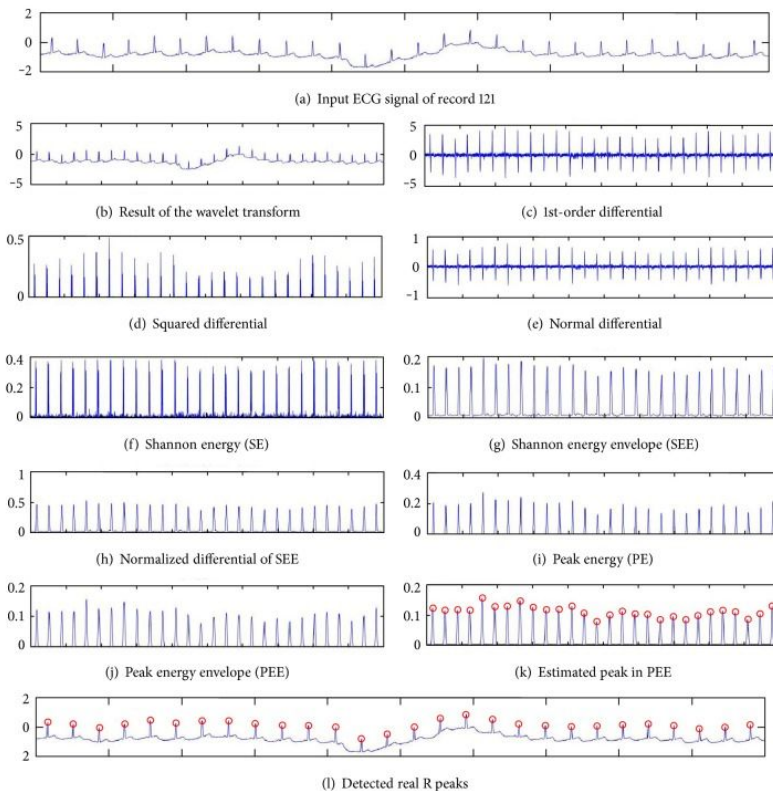 2
0
−2
(a) Input ECG signal of record 121
5
0
−5
(b) Result of the wavelet transform
5
0
−5
(c) 1st-order differential
0.5
0
(d) Squared differential
1
0
−1
(e) Normal differential
0.4
0.2
0
(f) Shannon energy (SE)
0.2
0.1
0
(g) Shannon energy envelope (SEE)
1
0.5
0
(h) Normalized differential of SEE
0.4
0.2
0
(i) Peak energy (PE)
0.2
0.1
0
(j) Peak energy envelope (PEE)
0.2
0.1
0
(k) Estimated peak in PEE
2
0
2
(l) Detected real R peaks